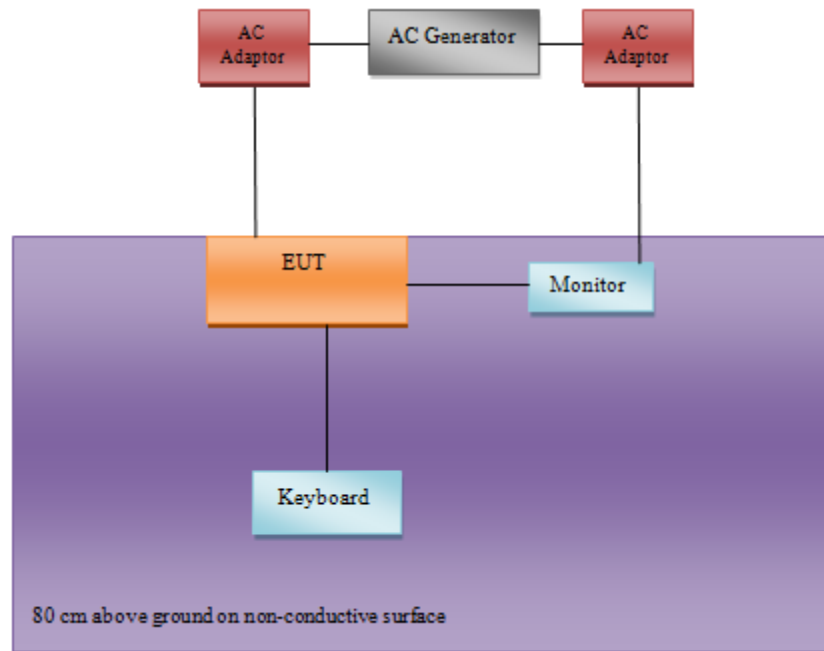 AC
Adaptor
AC Generator
AC
Adaptor
EUT
Monitor
Keyboard
80 cm above ground on non-conductive surface